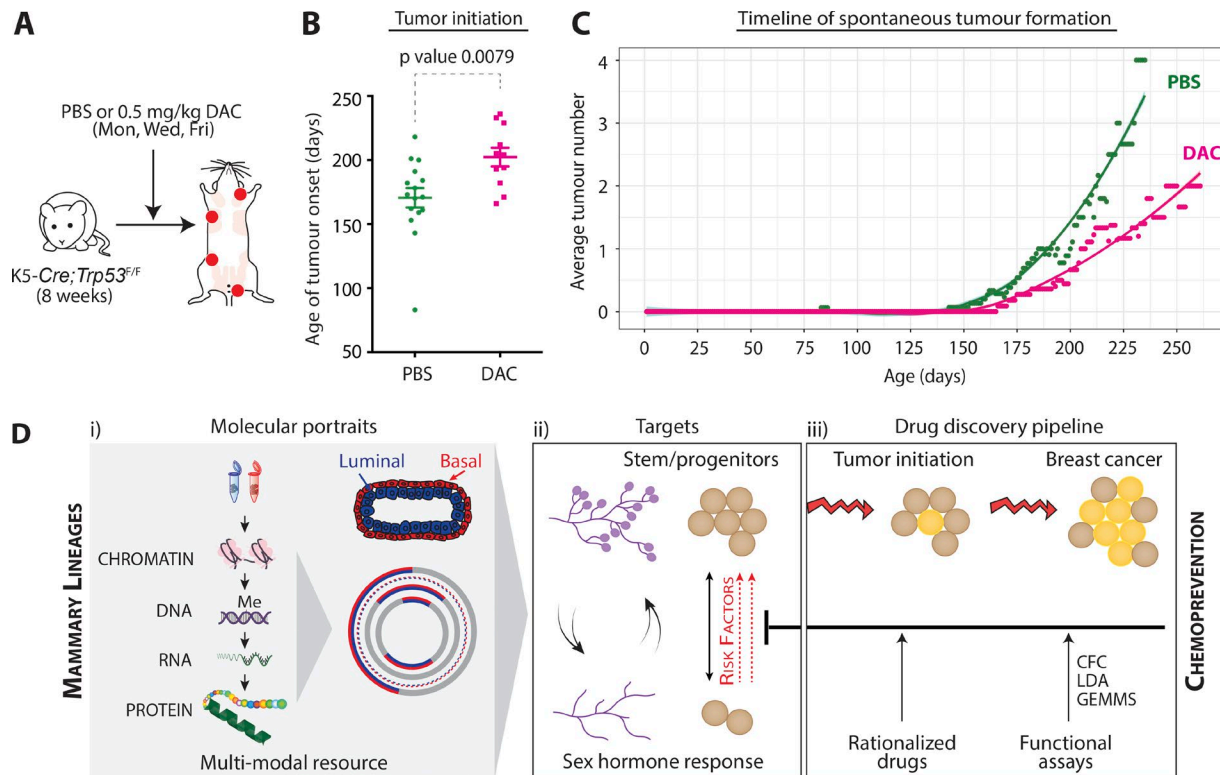 A
PBS or 0.5 mg/kg DAC
(Mon, Wed, Fri)
K5-Cre;Trp53F/F
(8 weeks)
B
Tumor initiation
p value 0.0079
Age of tumour onset (days)
250
200
150
100
50
PBS
DAC
C
Timeline of spontaneous tumour formation
Average tumour number
4
3
2
1
0
PBS
DAC
0
25
50
75
100
125
150
175
200
225
250
Age (days)
D
MAMMARY LINEAGES
i)
Molecular portraits
CHROMATIN
Me
DNA
RNA
PROTEIN
Luminal
Basal
Multi-modal resource
ii)
Targets
Stem/progenitors
RISK FACTORS
Sex hormone response
iii)
Drug discovery pipeline
Tumor initiation
Breast cancer
CFC
LDA
GEMMS
Rationalized
drugs
Functional
assays
CHEMOPREVENTION